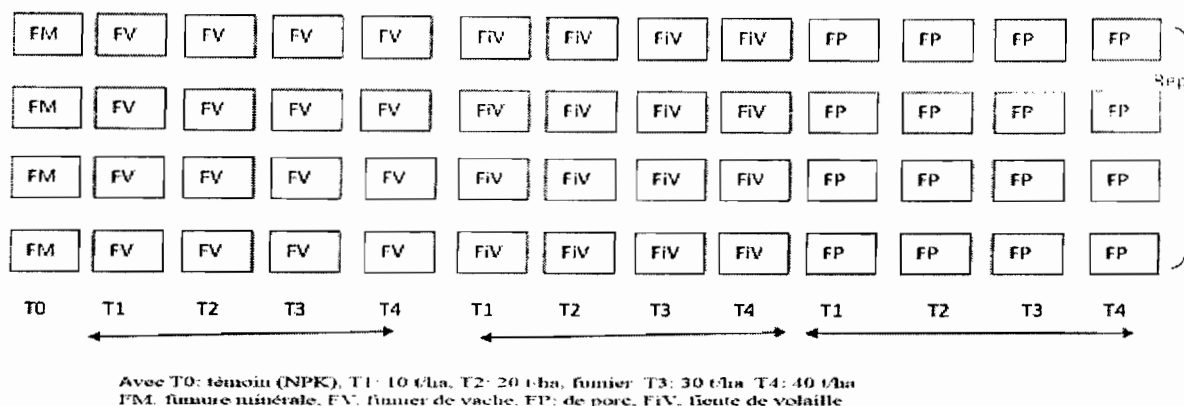 FM FV FV FV FV FiV FiV FiV FiV FP FP FP FP
Rep
FM FV FV FV FV FiV FiV FiV FiV FP FP FP FP
FM FV FV FV FV FiV FiV FiV FiV FP FP FP FP
FM FV FV FV FV FiV FiV FiV FiV FP FP FP FP
T0 T1 T2 T3 T4 T1 T2 T3 T4 T1 T2 T3 T4
Avec T0: témoin (NPK), T1: 10 t/ha, T2: 20 t/ha, fumier T3: 30 t/ha T4: 40 t/ha
FM. fumure minérale, FV. fumier de vache, FP: de porc, FiV. fiente de volaille